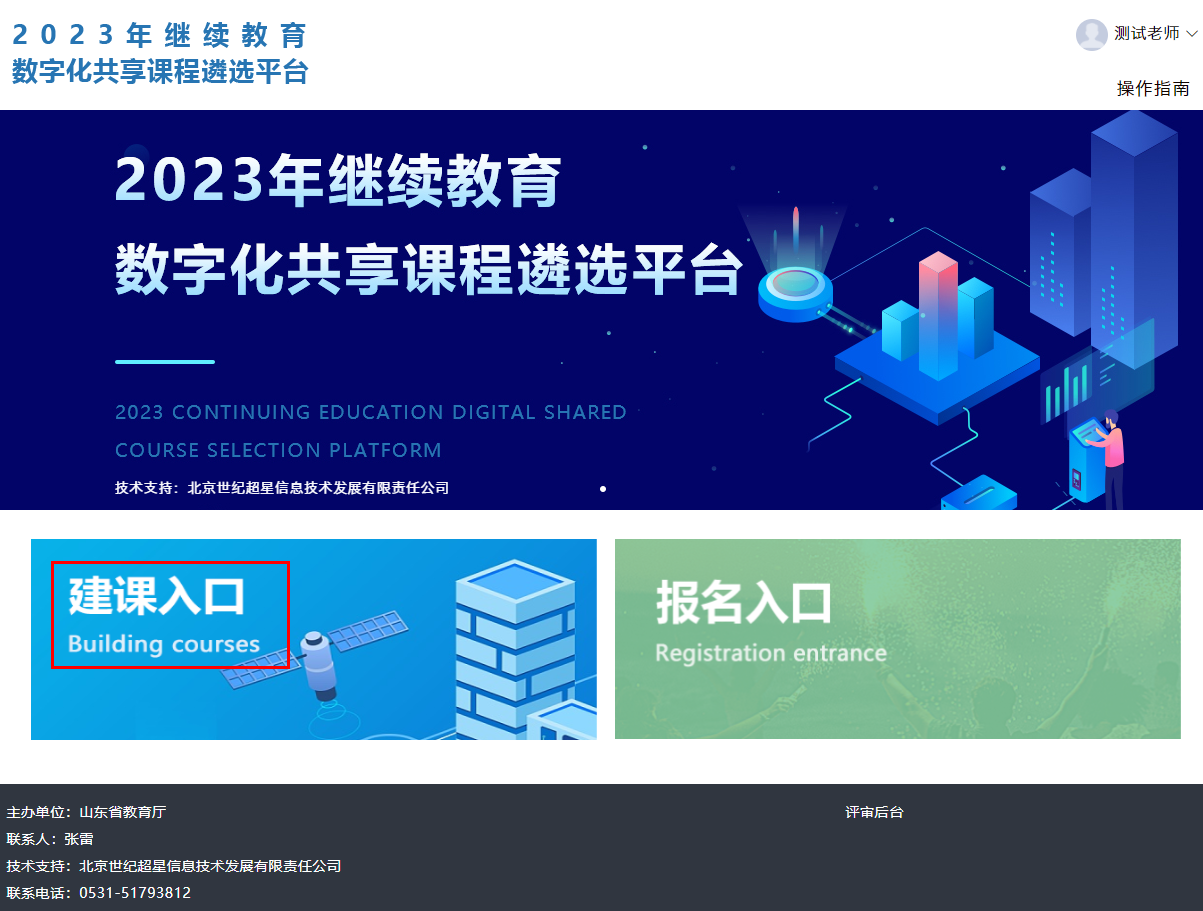 2023年继续教育
数字化共享课程遴选平台
测试老师
操作指南
2023年继续教育
数字化共享课程遴选平台
2023 CONTINUING EDUCATION DIGITAL SHARED
COURSE SELECTION PLATFORM
技术支持：北京世纪超星信息技术发展有限责任公司
建课入口
Building courses
报名入口
Registration entrance
主办单位：山东省教育厅
评审后台
联系人：张雷
技术支持：北京世纪超星信息技术发展有限责任公司
联系电话：0531-51793812